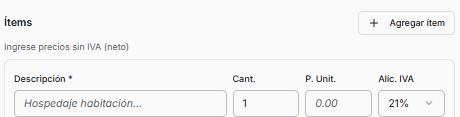 Ítems
+ Agregar ítem
Ingrese precios sin IVA (neto)
Descripción * Cant. P. Unit. Alíc. IVA
Hospedaje habitación... 1 0.00 21%